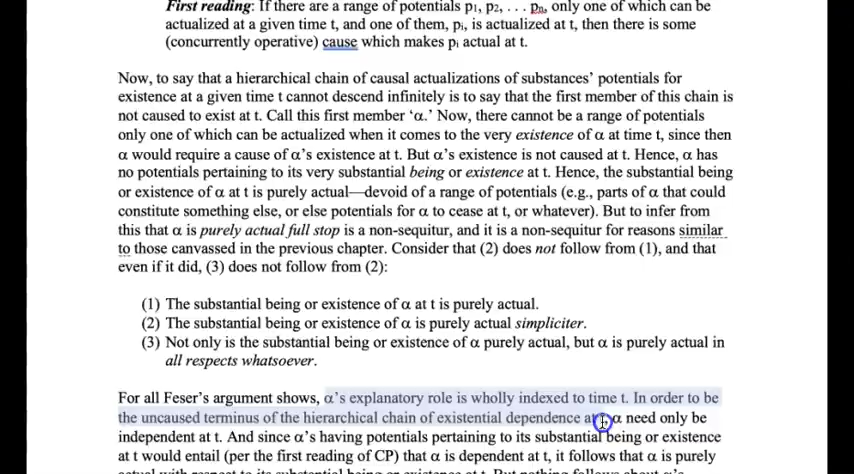 First reading: If there are a range of potentials p1, p2, . . . pn, only one of which can be
actualized at a given time t, and one of them, pi, is actualized at t, then there is some
(concurrently operative) cause which makes pi actual at t.
Now, to say that a hierarchical chain of causal actualizations of substances' potentials for
existence at a given time t cannot descend infinitely is to say that the first member of this chain is
not caused to exist at t. Call this first member 'α.' Now, there cannot be a range of potentials
only one of which can be actualized when it comes to the very existence of α at time t, since then
α would require a cause of α's existence at t. But α's existence is not caused at t. Hence, α has
no potentials pertaining to its very substantial being or existence at t. Hence, the substantial being
or existence of α at t is purely actual—devoid of a range of potentials (e.g., parts of α that could
constitute something else, or else potentials for α to cease at t, or whatever). But to infer from
this that α is purely actual full stop is a non-sequitur, and it is a non-sequitur for reasons similar
to those canvassed in the previous chapter. Consider that (2) does not follow from (1), and that
even if it did, (3) does not follow from (2):
(1) The substantial being or existence of α at t is purely actual.
(2) The substantial being or existence of α is purely actual simpliciter.
(3) Not only is the substantial being or existence of α purely actual, but α is purely actual in
all respects whatsoever.
For all Feser's argument shows, α's explanatory role is wholly indexed to time t. In order to be
the uncaused terminus of the hierarchical chain of existential dependence at t, α need only be
independent at t. And since α's having potentials pertaining to its substantial being or existence
at t would entail (per the first reading of CP) that α is dependent at t, it follows that α is purely
actual with respect to its substantial being or existence at t. But nothing follows about α's